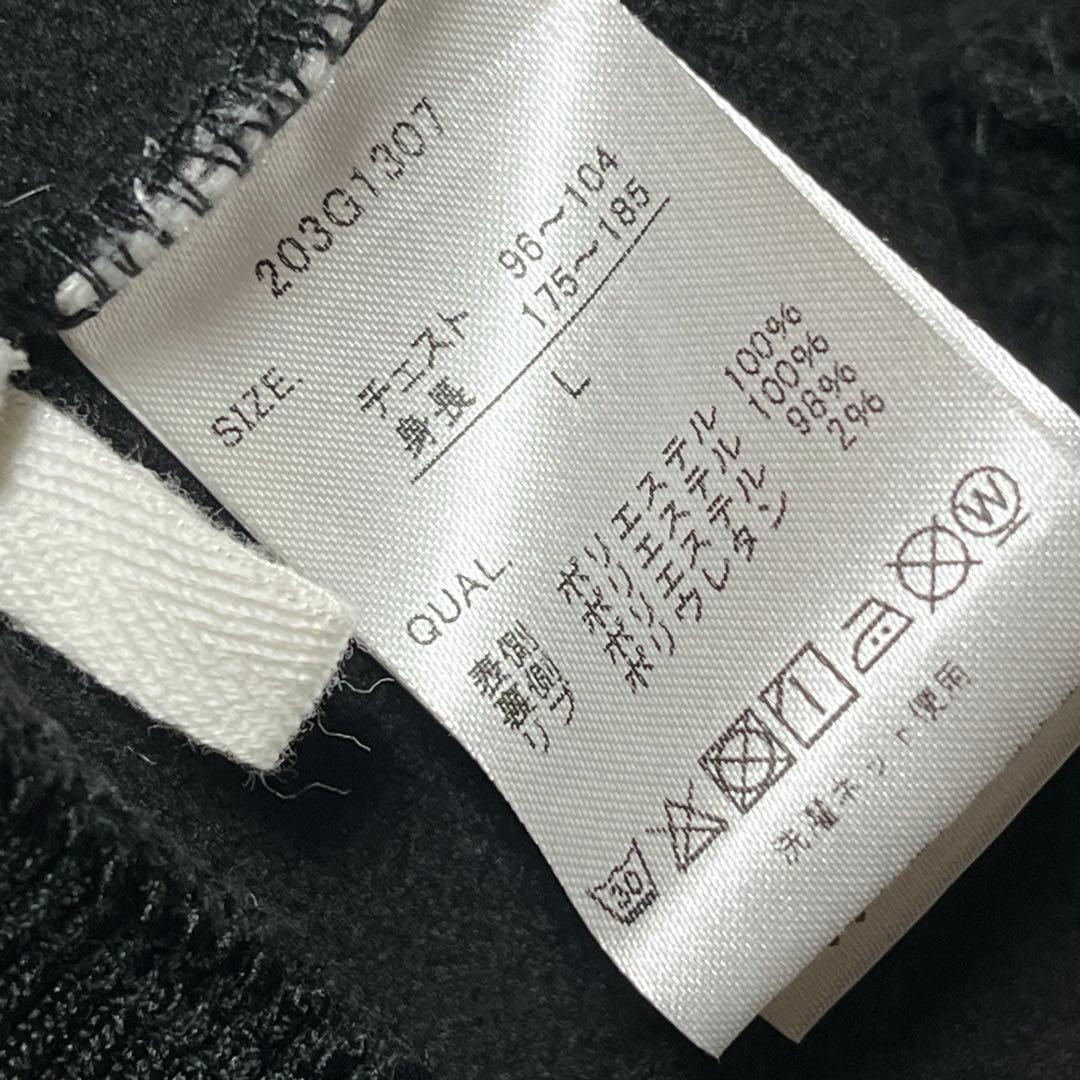 203G1307
SIZE.
チェスト 96～104
身長 175～185
L
QUAL.
表側 ポリエステル 100%
裏側 ポリエステル 100%
リブ ポリエステル 98%
ポリウレタン 2%
30 1 W
洗濯ネット使用